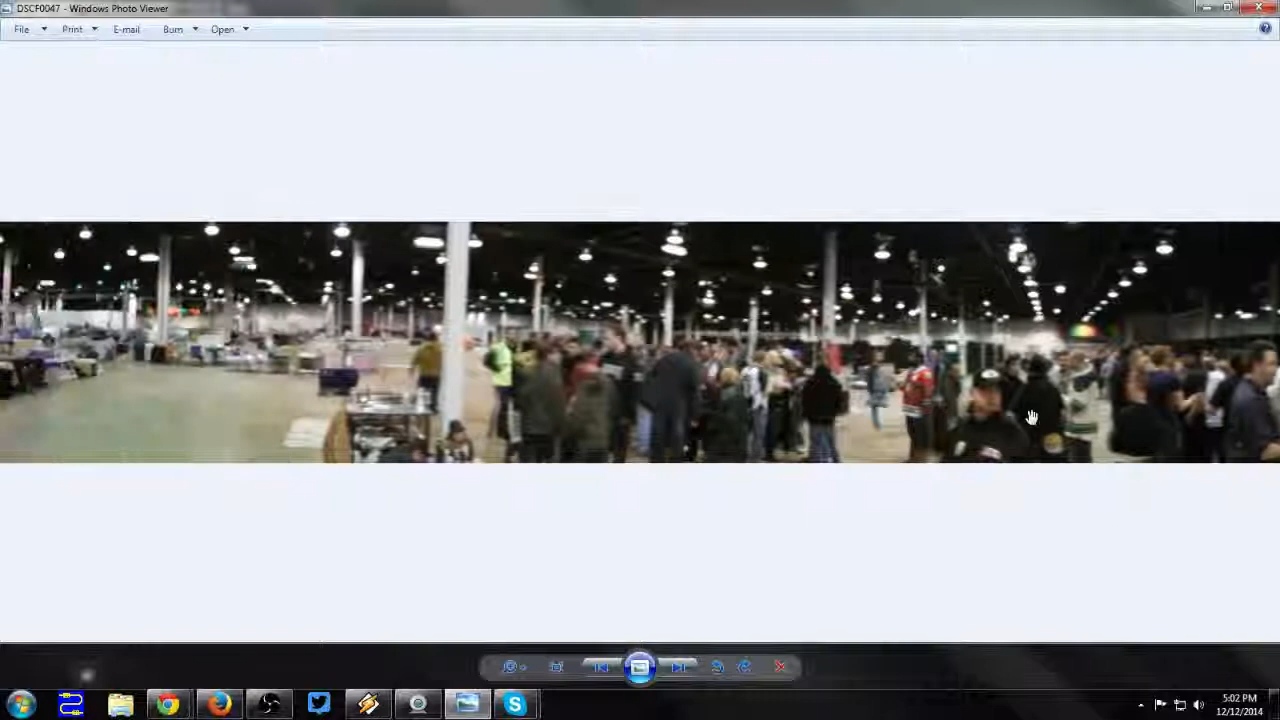 DSCF0047 - Windows Photo Viewer
File Print E-mail Burn Open
5:02 PM
12/12/2014